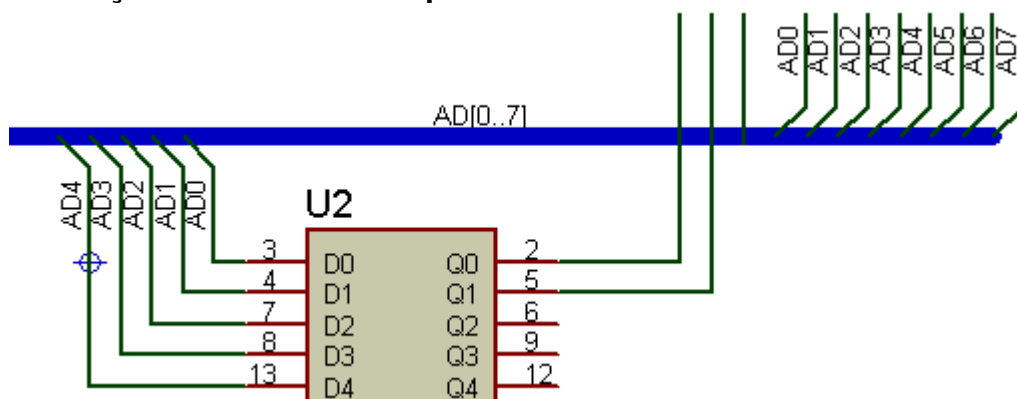 AD0
AD1
AD2
AD3
AD4
AD5
AD6
AD7
AD[0..7]
AD4
AD3
AD2
AD1
AD0
U2
3 D0 Q0 2
4 D1 Q1 5
7 D2 Q2 6
8 D3 Q3 9
13 D4 Q4 12